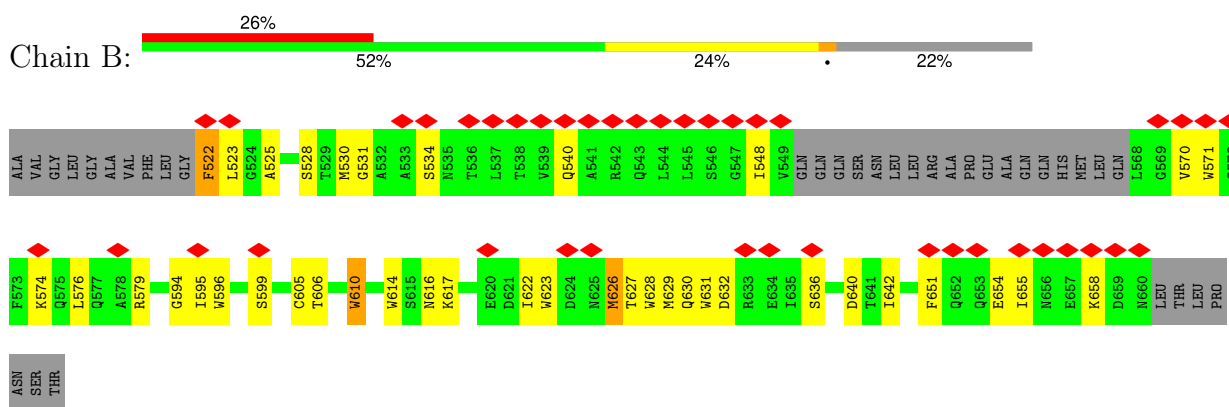 26%
Chain B:
52% 24% • 22%
ALA VAL GLY LEU GLY ALA VAL PHE LEU GLY F522 L523 G524 A525 S528 T529 M530 G531 A532 A533 S534 N535 T536 L537 T538 V539 Q540 A541 R542 Q543 L544 L545 S546 G547 I548 V549 GLN GLN GLN SER ASN LEU LEU ARG ALA PRO GLU ALA GLN GLN HIS MET LEU GLN L568 G569 V570 W571
F573 K574 Q575 L576 Q577 A578 R579 G594 I595 W596 S599 C605 T606 W610 W614 S615 N616 K617 E620 D621 I622 W623 D624 N625 M626 T627 W628 M629 Q630 W631 D632 R633 E634 I635 S636 D640 T641 I642 F651 Q652 Q653 E654 I655 N656 E657 K658 D659 N660 LEU THR LEU PRO
ASN SER THR